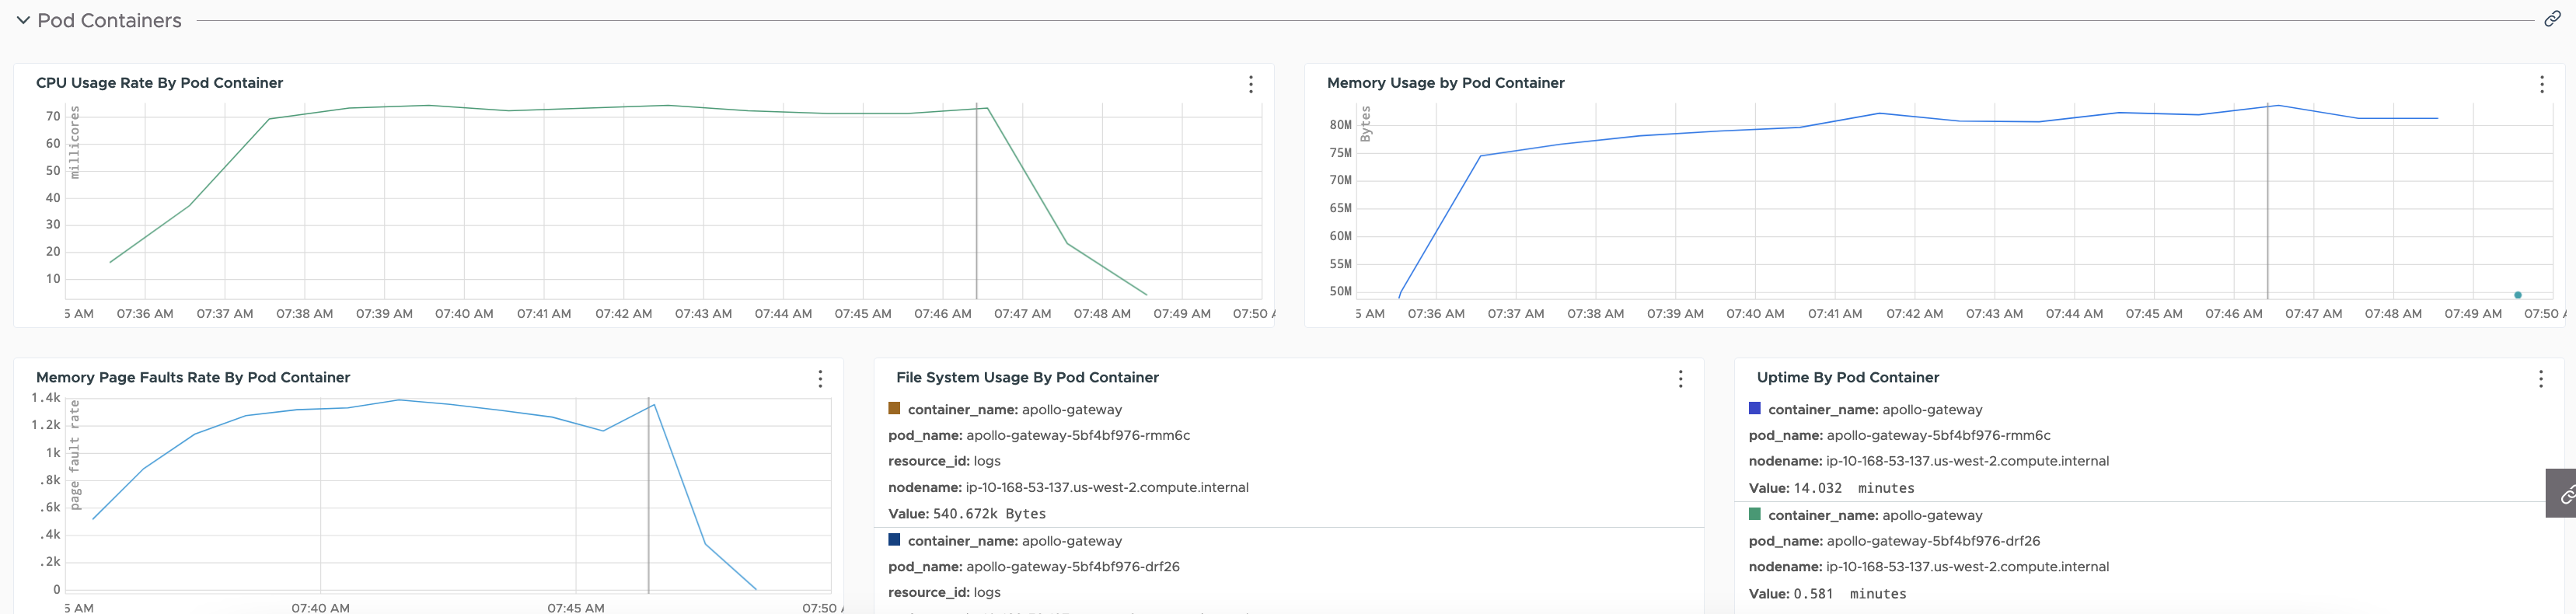 Pod Containers
CPU Usage Rate By Pod Container
millicores
70
60
50
40
30
20
10
5 AM 07:36 AM 07:37 AM 07:38 AM 07:39 AM 07:40 AM 07:41 AM 07:42 AM 07:43 AM 07:44 AM 07:45 AM 07:46 AM 07:47 AM 07:48 AM 07:49 AM 07:50
Memory Usage by Pod Container
Bytes
80M
75M
70M
65M
60M
55M
50M
5 AM 07:36 AM 07:37 AM 07:38 AM 07:39 AM 07:40 AM 07:41 AM 07:42 AM 07:43 AM 07:44 AM 07:45 AM 07:46 AM 07:47 AM 07:48 AM 07:49 AM 07:50
Memory Page Faults Rate By Pod Container
page fault rate
1.4k
1.2k
1k
.8k
.6k
.4k
.2k
0
5 AM 07:40 AM 07:45 AM 07:50
File System Usage By Pod Container
container_name: apollo-gateway
pod_name: apollo-gateway-5bf4bf976-rmm6c
resource_id: logs
nodename: ip-10-168-53-137.us-west-2.compute.internal
Value: 540.672k Bytes
container_name: apollo-gateway
pod_name: apollo-gateway-5bf4bf976-drf26
resource_id: logs
Uptime By Pod Container
container_name: apollo-gateway
pod_name: apollo-gateway-5bf4bf976-rmm6c
nodename: ip-10-168-53-137.us-west-2.compute.internal
Value: 14.032 minutes
container_name: apollo-gateway
pod_name: apollo-gateway-5bf4bf976-drf26
nodename: ip-10-168-53-137.us-west-2.compute.internal
Value: 0.581 minutes